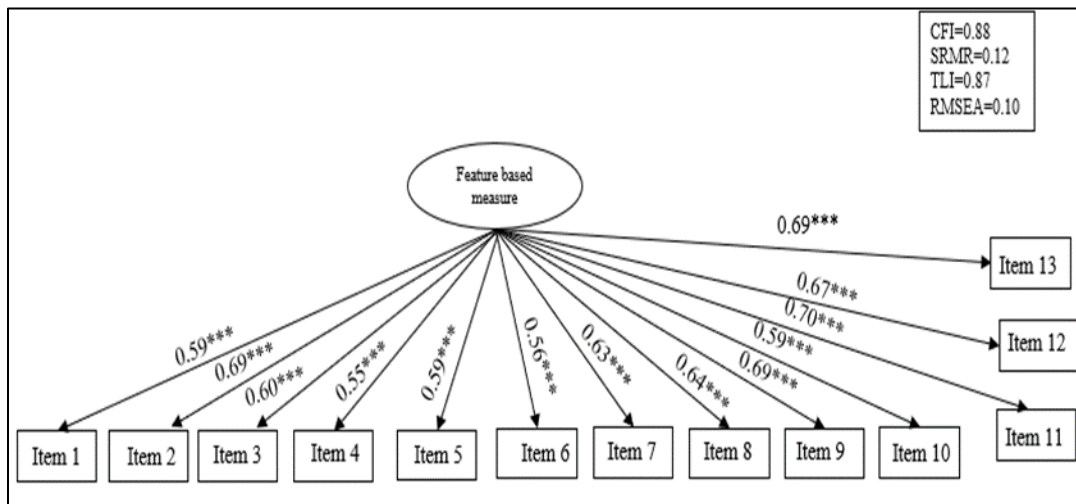 CFI=0.88
SRMR=0.12
TLI=0.87
RMSEA=0.10
Feature based
measure
0.69***
Item 13
0.67***
0.70***
Item 12
0.59***
0.59***
0.69***
0.60***
0.55***
0.59***
0.56***
0.63***
0.64***
0.69***
Item 11
Item 1
Item 2
Item 3
Item 4
Item 5
Item 6
Item 7
Item 8
Item 9
Item 10